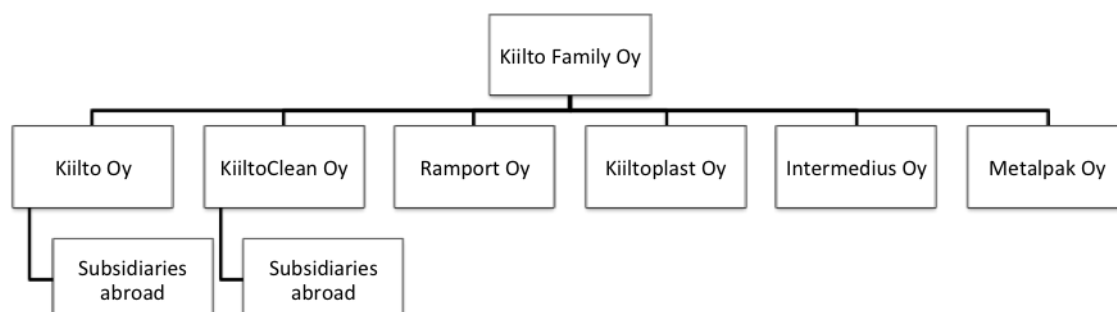 Kiilto Family Oy
Kiilto Oy
KiiltoClean Oy
Ramport Oy
Kiiltoplast Oy
Intermedius Oy
Metalpak Oy
Subsidiaries
abroad
Subsidiaries
abroad